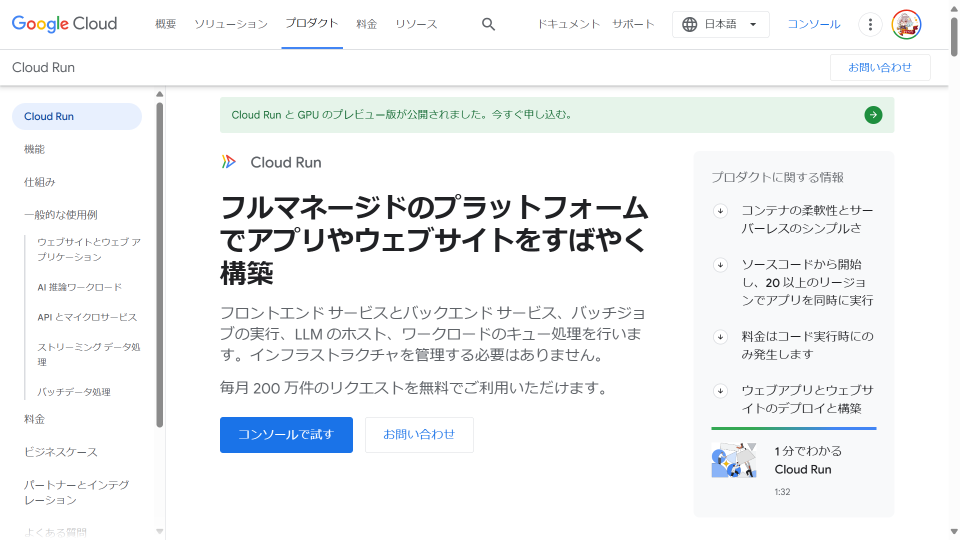 Google Cloud
概要
ソリューション
プロダクト
料金
リソース
ドキュメント
サポート
日本語
コンソール
Cloud Run
お問い合わせ
Cloud Run
機能
仕組み
一般的な使用例
ウェブサイトとウェブ ア
プリケーション
AI 推論ワークロード
API とマイクロサービス
ストリーミング データ処
理
バッチデータ処理
料金
ビジネスケース
パートナーとインテグ
レーション
よくある質問
Cloud Run と GPU のプレビュー版が公開されました。今すぐ申し込む。
Cloud Run
フルマネージドのプラットフォーム
でアプリやウェブサイトをすばやく
構築
フロントエンド サービスとバックエンド サービス、バッチジョ
ブの実行、LLM のホスト、ワークロードのキュー処理を行いま
す。インフラストラクチャを管理する必要はありません。
毎月 200 万件のリクエストを無料でご利用いただけます。
コンソールで試す
お問い合わせ
プロダクトに関する情報
コンテナの柔軟性とサー
バーレスのシンプルさ
ソースコードから開始
し、20 以上のリージョ
ンでアプリを同時に実行
料金はコード実行時にの
み発生します
ウェブアプリとウェブサ
イトのデプロイと構築
1 分でわかる
Cloud Run
1:32